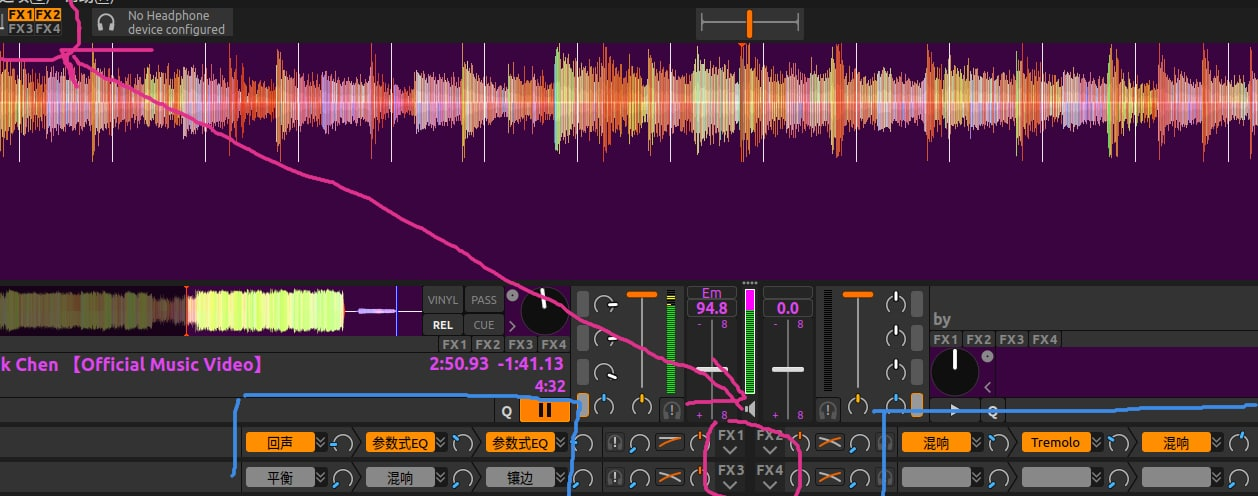 FX1 FX2
FX3 FX4
No Headphone
device configured
VINYL PASS
REL CUE
Em
94.8
0.0
- 8
- 8
+ 8
+ 8
by
FX1 FX2 FX3 FX4
FX1 FX2 FX3 FX4
k Chen 【Official Music Video】
2:50.93 -1:41.13
4:32
Q
Q
回声 参数式EQ 参数式EQ
FX1 FX2
混响 Tremolo 混响
平衡 混响 镶边
FX3 FX4